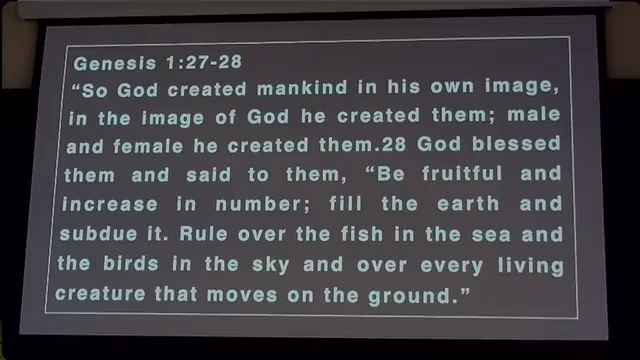 Genesis 1:27-28
“So God created mankind in his own image,
in the image of God he created them; male
and female he created them.28 God blessed
them and said to them, “Be fruitful and
increase in number; fill the earth and
subdue it. Rule over the fish in the sea and
the birds in the sky and over every living
creature that moves on the ground.”